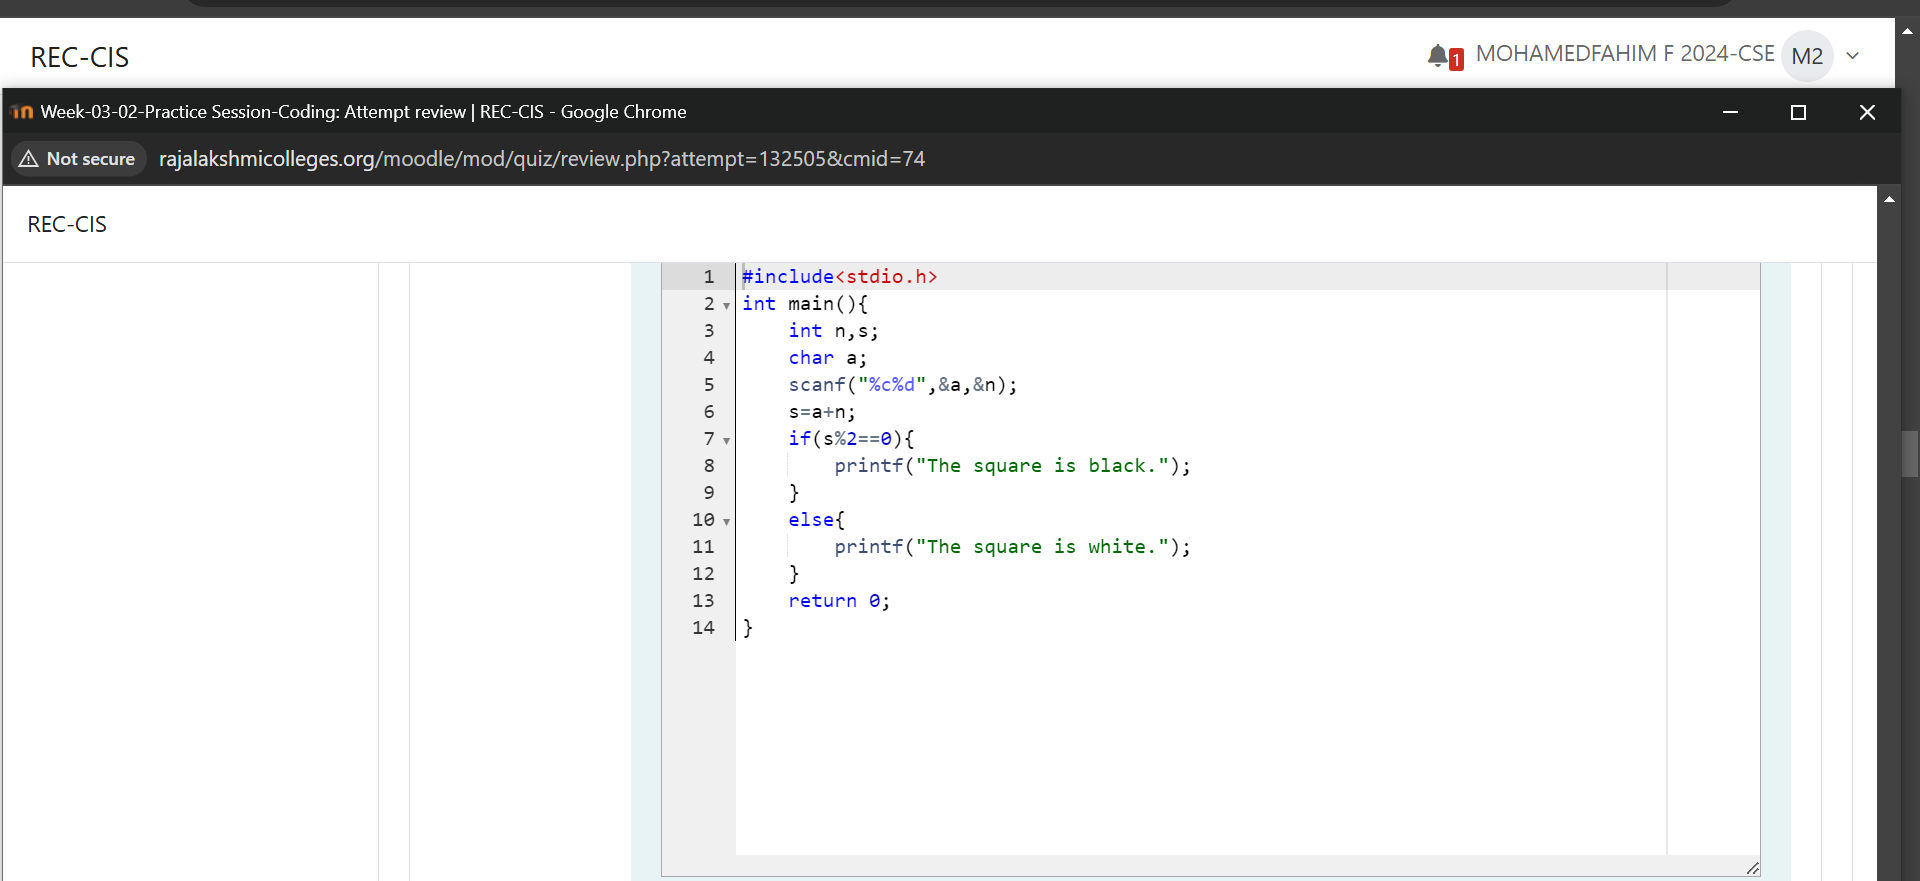 REC-CIS
1 MOHAMEDFAHIM F 2024-CSE M2
Week-03-02-Practice Session-Coding: Attempt review | REC-CIS - Google Chrome
Not secure rajalakshmicolleges.org/moodle/mod/quiz/review.php?attempt=132505&cmid=74
REC-CIS
1 #include<stdio.h>
2 int main(){
3     int n,s;
4     char a;
5     scanf("%c%d",&a,&n);
6     s=a+n;
7     if(s%2==0){
8         printf("The square is black.");
9     }
10     else{
11         printf("The square is white.");
12     }
13     return 0;
14 }